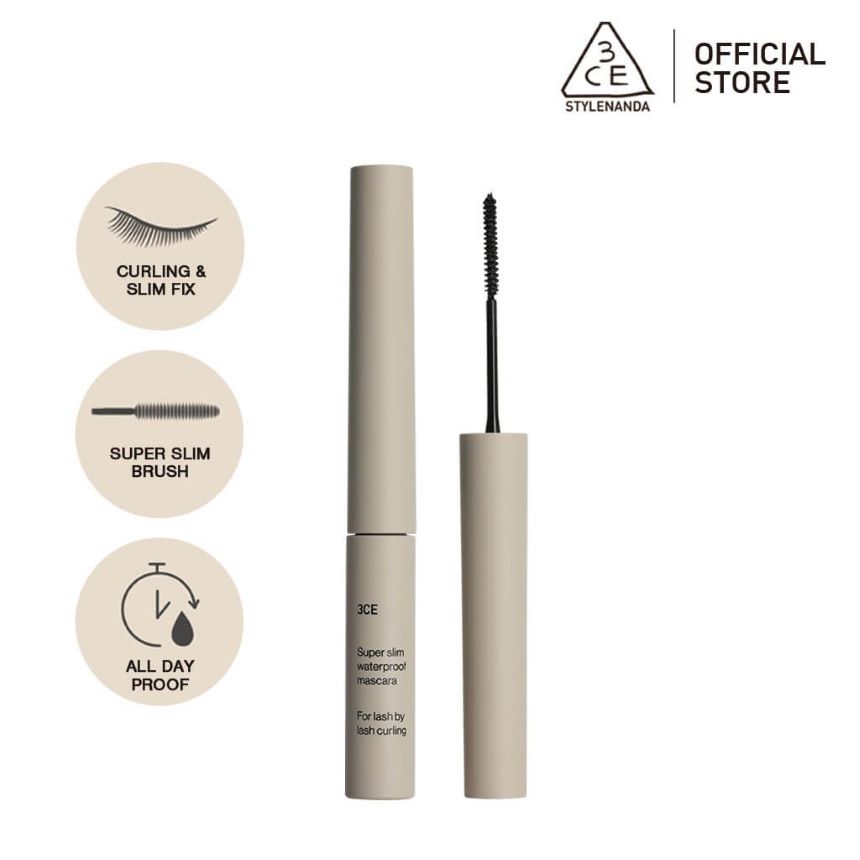 3
CE
STYLENANDA
OFFICIAL
STORE
CURLING &
SLIM FIX
SUPER SLIM
BRUSH
ALL DAY
PROOF
3CE
Super slim
waterproof
mascara
For lash by
lash curling